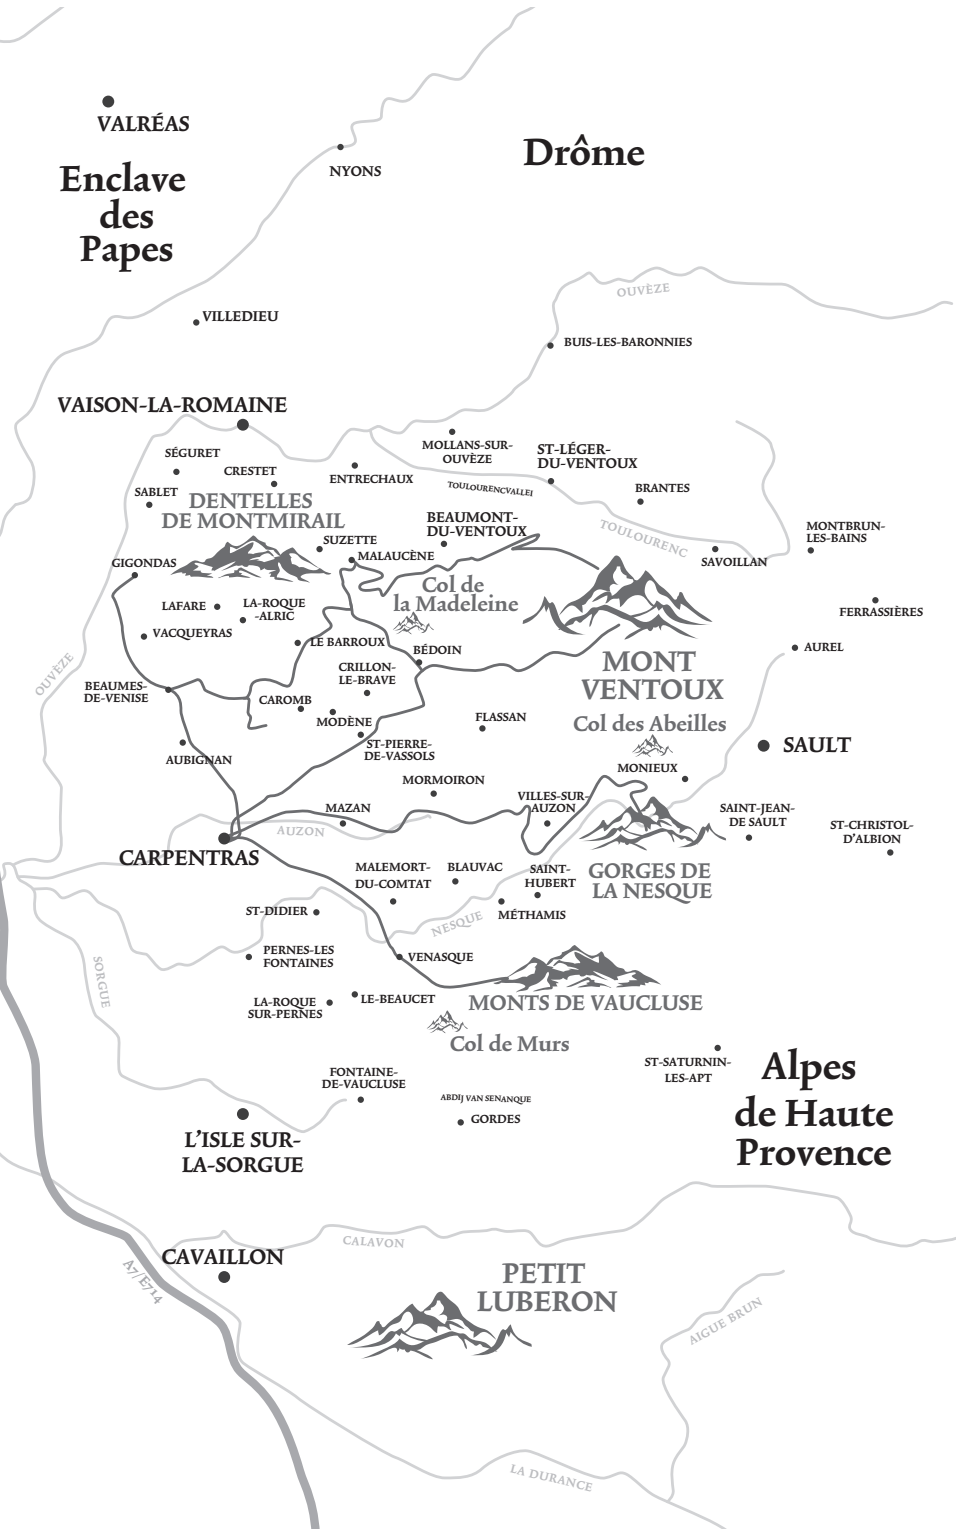 VALRÉAS
Enclave
des
Papes
Drôme
NYONS
VILLEDIEU
OUVÈZE
BUIS-LES-BARONNIES
VAISON-LA-ROMAINE
MOLLANS-SUR-
OUVÈZE
ST-LÉGER-
DU-VENTOUX
SÉGURET
CRESTET
ENTRECHAUX
TOULOURENCVALLEI
BRANTES
SABLET
DENTELLES
DE MONTMIRAIL
BEAUMONT-
DU-VENTOUX
TOULOURENC
MONTBRUN-
LES-BAINS
SUZETTE
MALAUCÈNE
SAVOILLAN
GIGONDAS
Col de
la Madeleine
LAFARE
LA-ROQUE
-ALRIC
FERRASSIÈRES
VACQUEYRAS
LE BARROUX
BÉDOIN
AUREL
OUVÈZE
MONT
VENTOUX
CRILLON-
LE-BRAVE
BEAUMES-
DE-VENISE
CAROMB
MODÈNE
FLASSAN
Col des Abeilles
SAULT
ST-PIERRE-
DE-VASSOLS
AUBIGNAN
MONIEUX
MORMOIRON
VILLES-SUR-
AUZON
MAZAN
SAINT-JEAN-
DE SAULT
ST-CHRISTOL-
D'ALBION
AUZON
CARPENTRAS
MALEMORT-
DU-COMTAT
BLAUVAC
SAINT-
HUBERT
GORGES DE
LA NESQUE
ST-DIDIER
NESQUE
MÉTHAMIS
PERNES-LES
FONTAINES
VENASQUE
SORGUE
LA-ROQUE
SUR-PERNES
LE-BEAUCET
MONTS DE VAUCLUSE
Col de Murs
ST-SATURNIN-
LES-APT
Alpes
de Haute
Provence
FONTAINE-
DE-VAUCLUSE
ABDIJ VAN SENANQUE
GORDES
L'ISLE SUR-
LA-SORGUE
CALAVON
CAVAILLON
A7/E714
PETIT
LUBERON
AIGUE BRUN
LA DURANCE